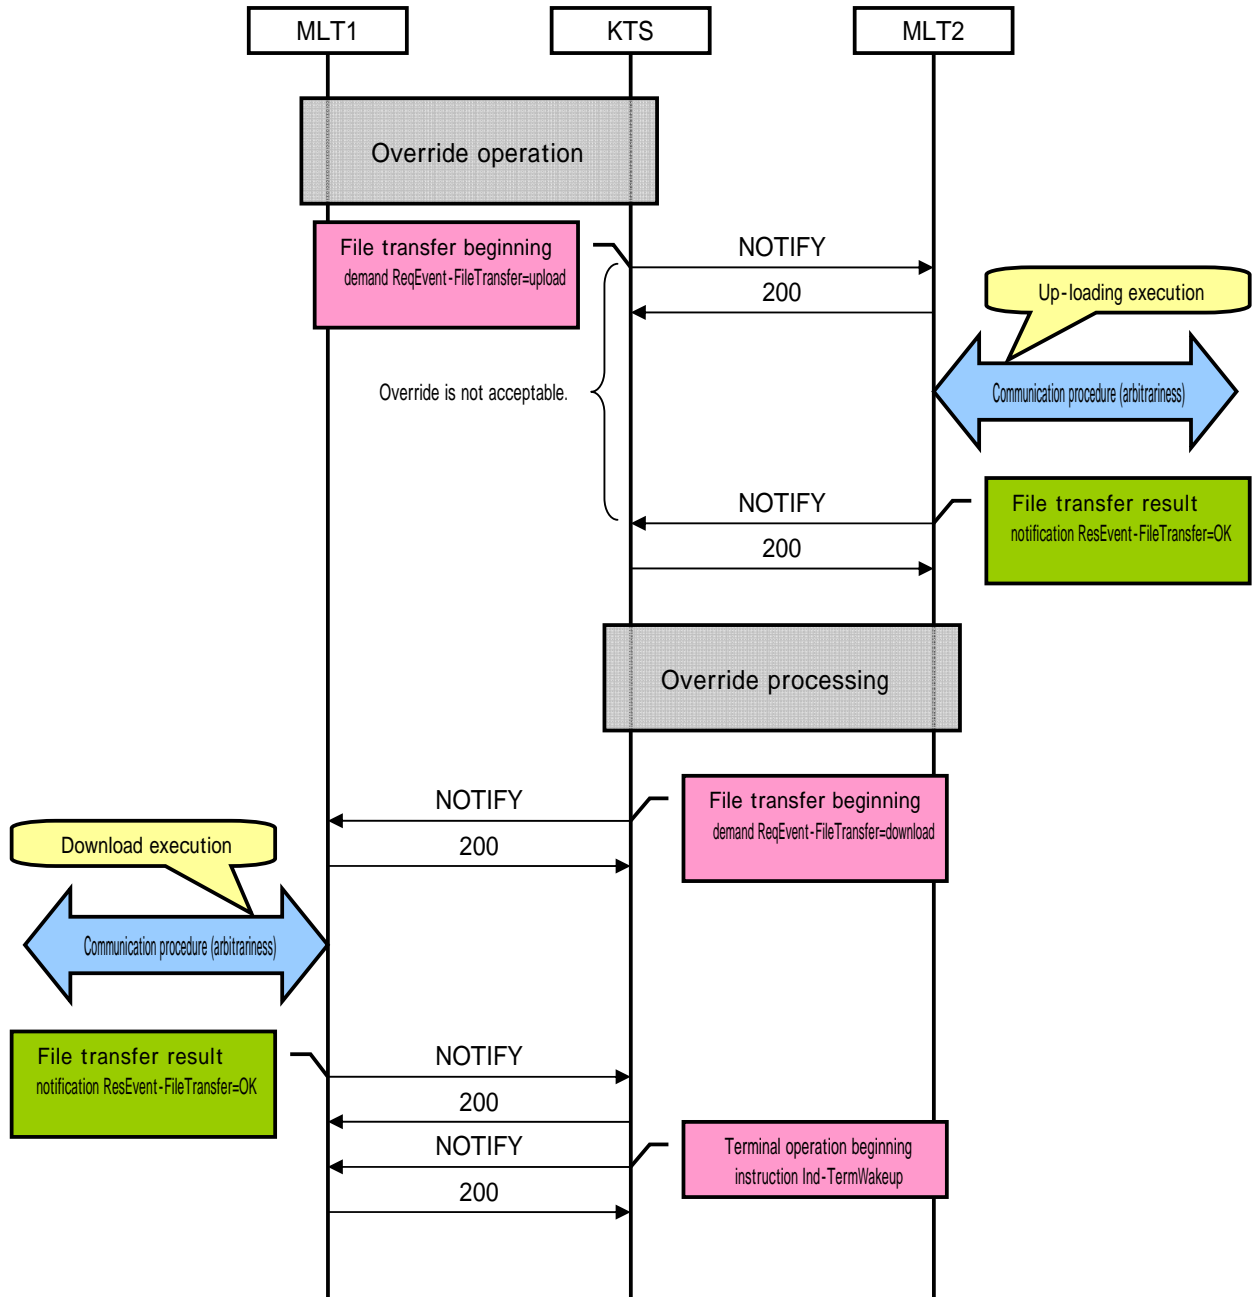 MLT1
KTS
MLT2
Override operation
File transfer beginning
demand ReqEvent-FileTransfer=upload
NOTIFY
200
Up-loading execution
Communication procedure (arbitrariness)
Override is not acceptable.
NOTIFY
200
File transfer result
notification ResEvent-FileTransfer=OK
Override processing
NOTIFY
200
File transfer beginning
demand ReqEvent-FileTransfer=download
Download execution
Communication procedure (arbitrariness)
File transfer result
notification ResEvent-FileTransfer=OK
NOTIFY
200
NOTIFY
200
Terminal operation beginning
instruction Ind-TermWakeup